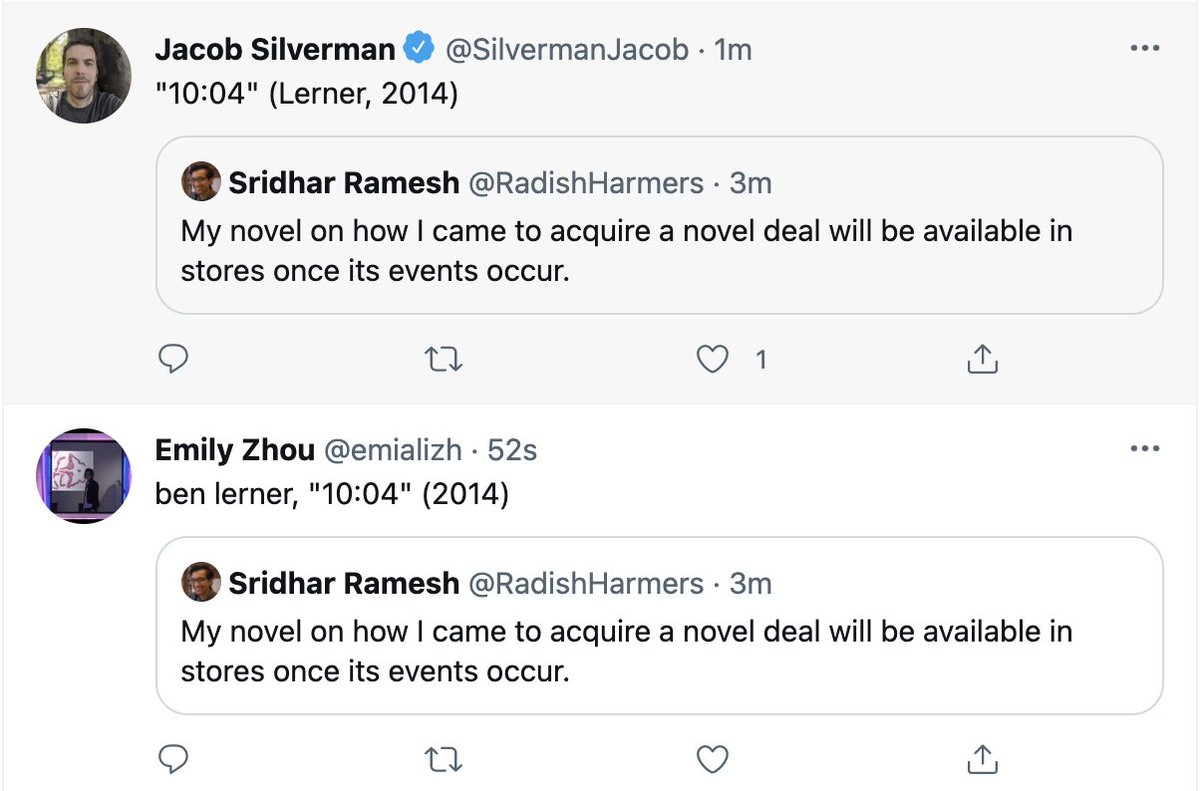 Jacob Silverman @SilvermanJacob · 1m
"10:04" (Lerner, 2014)
Sridhar Ramesh @RadishHarmers · 3m
My novel on how I came to acquire a novel deal will be available in
stores once its events occur.
1
Emily Zhou @emializh · 52s
ben lerner, "10:04" (2014)
Sridhar Ramesh @RadishHarmers · 3m
My novel on how I came to acquire a novel deal will be available in
stores once its events occur.